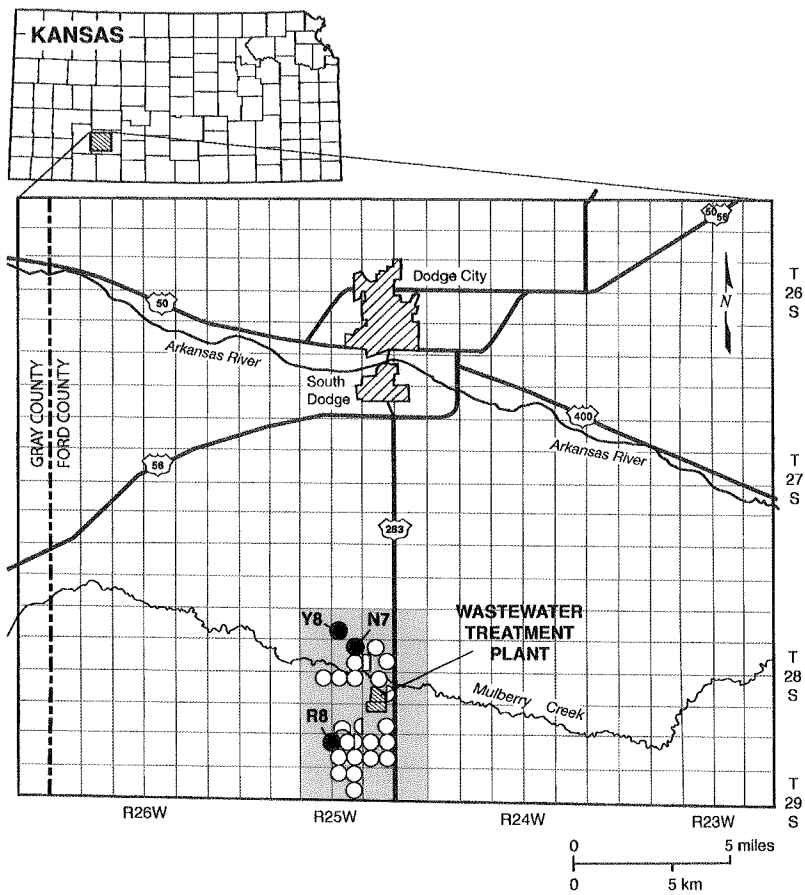 KANSAS
50 56
Dodge City
N
T
26
S
50
Arkansas River
South
Dodge
400
Arkansas River
GRAY COUNTY
FORD COUNTY
56
T
27
S
283
Y8
N7
WASTEWATER
TREATMENT
PLANT
Mulberry Creek
T
28
S
R8
T
29
S
R26W
R25W
R24W
R23W
0
5 miles
0
5 km